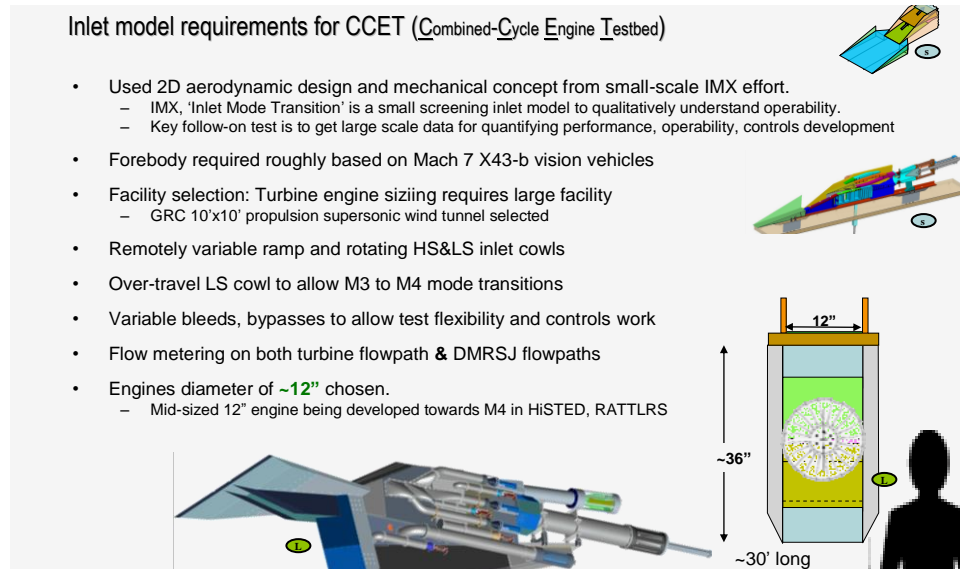 Inlet model requirements for CCET (Combined-Cycle Engine Testbed)
• Used 2D aerodynamic design and mechanical concept from small-scale IMX effort.
– IMX, ‘Inlet Mode Transition’ is a small screening inlet model to qualitatively understand operability.
– Key follow-on test is to get large scale data for quantifying performance, operability, controls development
• Forebody required roughly based on Mach 7 X43-b vision vehicles
• Facility selection: Turbine engine siziing requires large facility
– GRC 10’x10’ propulsion supersonic wind tunnel selected
• Remotely variable ramp and rotating HS&LS inlet cowls
• Over-travel LS cowl to allow M3 to M4 mode transitions
• Variable bleeds, bypasses to allow test flexibility and controls work
• Flow metering on both turbine flowpath & DMRSJ flowpaths
• Engines diameter of ~12” chosen.
– Mid-sized 12” engine being developed towards M4 in HiSTED, RATTLRS
S
S
12”
~36”
L
L
~30’ long